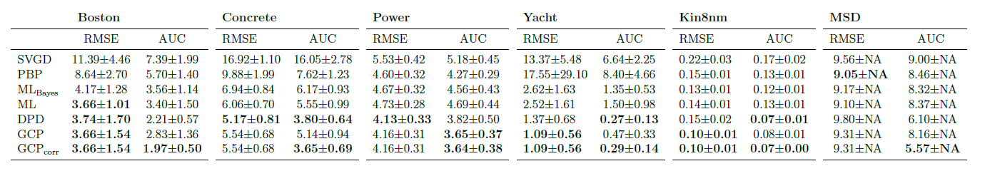 Boston Concrete Power Yacht Kin8nm MSD
RMSE AUC RMSE AUC RMSE AUC RMSE AUC RMSE AUC RMSE AUC
SVGD 11.39±4.46 7.39±1.99 16.92±1.10 16.05±2.78 5.53±0.42 5.18±0.45 13.37±5.48 6.64±2.25 0.22±0.03 0.17±0.02 9.56±NA 9.00±NA
PBP 8.64±2.70 5.70±1.40 9.88±1.99 7.62±1.23 4.60±0.32 4.27±0.29 17.55±29.10 8.40±4.66 0.15±0.01 0.13±0.01 9.05±NA 8.46±NA
MLBayes 4.17±1.28 3.56±1.14 6.94±0.84 6.17±0.93 4.67±0.32 4.56±0.43 2.62±1.63 1.35±0.53 0.13±0.01 0.12±0.01 9.17±NA 8.32±NA
ML 3.66±1.01 3.40±1.50 6.06±0.70 5.55±0.99 4.73±0.28 4.69±0.44 2.52±1.61 1.50±0.98 0.14±0.01 0.13±0.01 9.10±NA 8.37±NA
DPD 3.74±1.70 2.21±0.57 5.17±0.81 3.80±0.64 4.13±0.33 3.82±0.50 1.37±0.68 0.27±0.13 0.15±0.02 0.07±0.01 9.80±NA 6.10±NA
GCP 3.66±1.54 2.83±1.36 5.54±0.68 5.14±0.94 4.16±0.31 3.65±0.37 1.09±0.56 0.47±0.33 0.10±0.01 0.08±0.01 9.31±NA 8.16±NA
GCPcorr 3.66±1.54 1.97±0.50 5.54±0.68 3.65±0.69 4.16±0.31 3.64±0.38 1.09±0.56 0.29±0.14 0.10±0.01 0.07±0.00 9.31±NA 5.57±NA